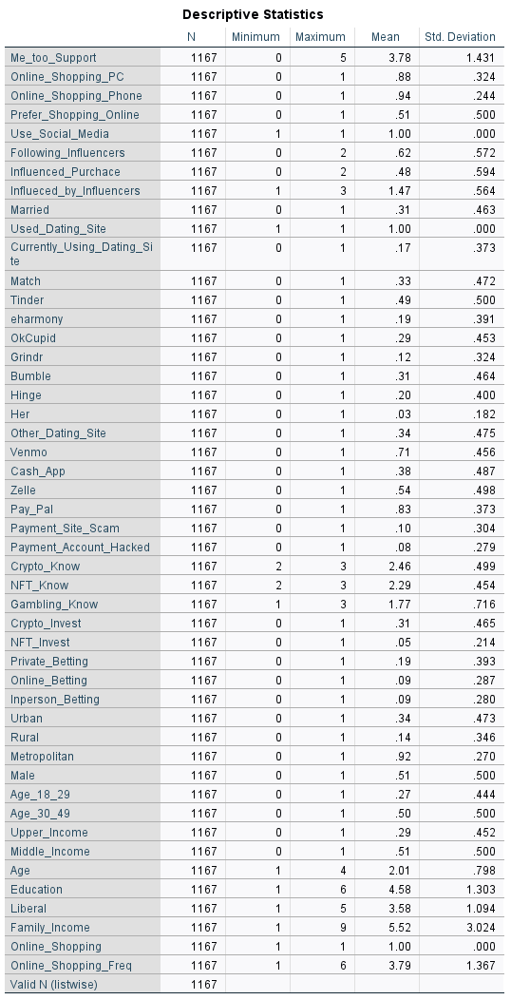 Descriptive Statistics
N Minimum Maximum Mean Std. Deviation
Me_too_Support 1167 0 5 3.78 1.431
Online_Shopping_PC 1167 0 1 .88 .324
Online_Shopping_Phone 1167 0 1 .94 .244
Prefer_Shopping_Online 1167 0 1 .51 .500
Use_Social_Media 1167 1 1 1.00 .000
Following_Influencers 1167 0 2 .62 .572
Influenced_Purchace 1167 0 2 .48 .594
Influeced_by_Influencers 1167 1 3 1.47 .564
Married 1167 0 1 .31 .463
Used_Dating_Site 1167 1 1 1.00 .000
Currently_Using_Dating_Si 1167 0 1 .17 .373
te
Match 1167 0 1 .33 .472
Tinder 1167 0 1 .49 .500
eharmony 1167 0 1 .19 .391
OkCupid 1167 0 1 .29 .453
Grindr 1167 0 1 .12 .324
Bumble 1167 0 1 .31 .464
Hinge 1167 0 1 .20 .400
Her 1167 0 1 .03 .182
Other_Dating_Site 1167 0 1 .34 .475
Venmo 1167 0 1 .71 .456
Cash_App 1167 0 1 .38 .487
Zelle 1167 0 1 .54 .498
Pay_Pal 1167 0 1 .83 .373
Payment_Site_Scam 1167 0 1 .10 .304
Payment_Account_Hacked 1167 0 1 .08 .279
Crypto_Know 1167 2 3 2.46 .499
NFT_Know 1167 2 3 2.29 .454
Gambling_Know 1167 1 3 1.77 .716
Crypto_Invest 1167 0 1 .31 .465
NFT_Invest 1167 0 1 .05 .214
Private_Betting 1167 0 1 .19 .393
Online_Betting 1167 0 1 .09 .287
Inperson_Betting 1167 0 1 .09 .280
Urban 1167 0 1 .34 .473
Rural 1167 0 1 .14 .346
Metropolitan 1167 0 1 .92 .270
Male 1167 0 1 .51 .500
Age_18_29 1167 0 1 .27 .444
Age_30_49 1167 0 1 .50 .500
Upper_Income 1167 0 1 .29 .452
Middle_Income 1167 0 1 .51 .500
Age 1167 1 4 2.01 .798
Education 1167 1 6 4.58 1.303
Liberal 1167 1 5 3.58 1.094
Family_Income 1167 1 9 5.52 3.024
Online_Shopping 1167 1 1 1.00 .000
Online_Shopping_Freq 1167 1 6 3.79 1.367
Valid N (listwise) 1167